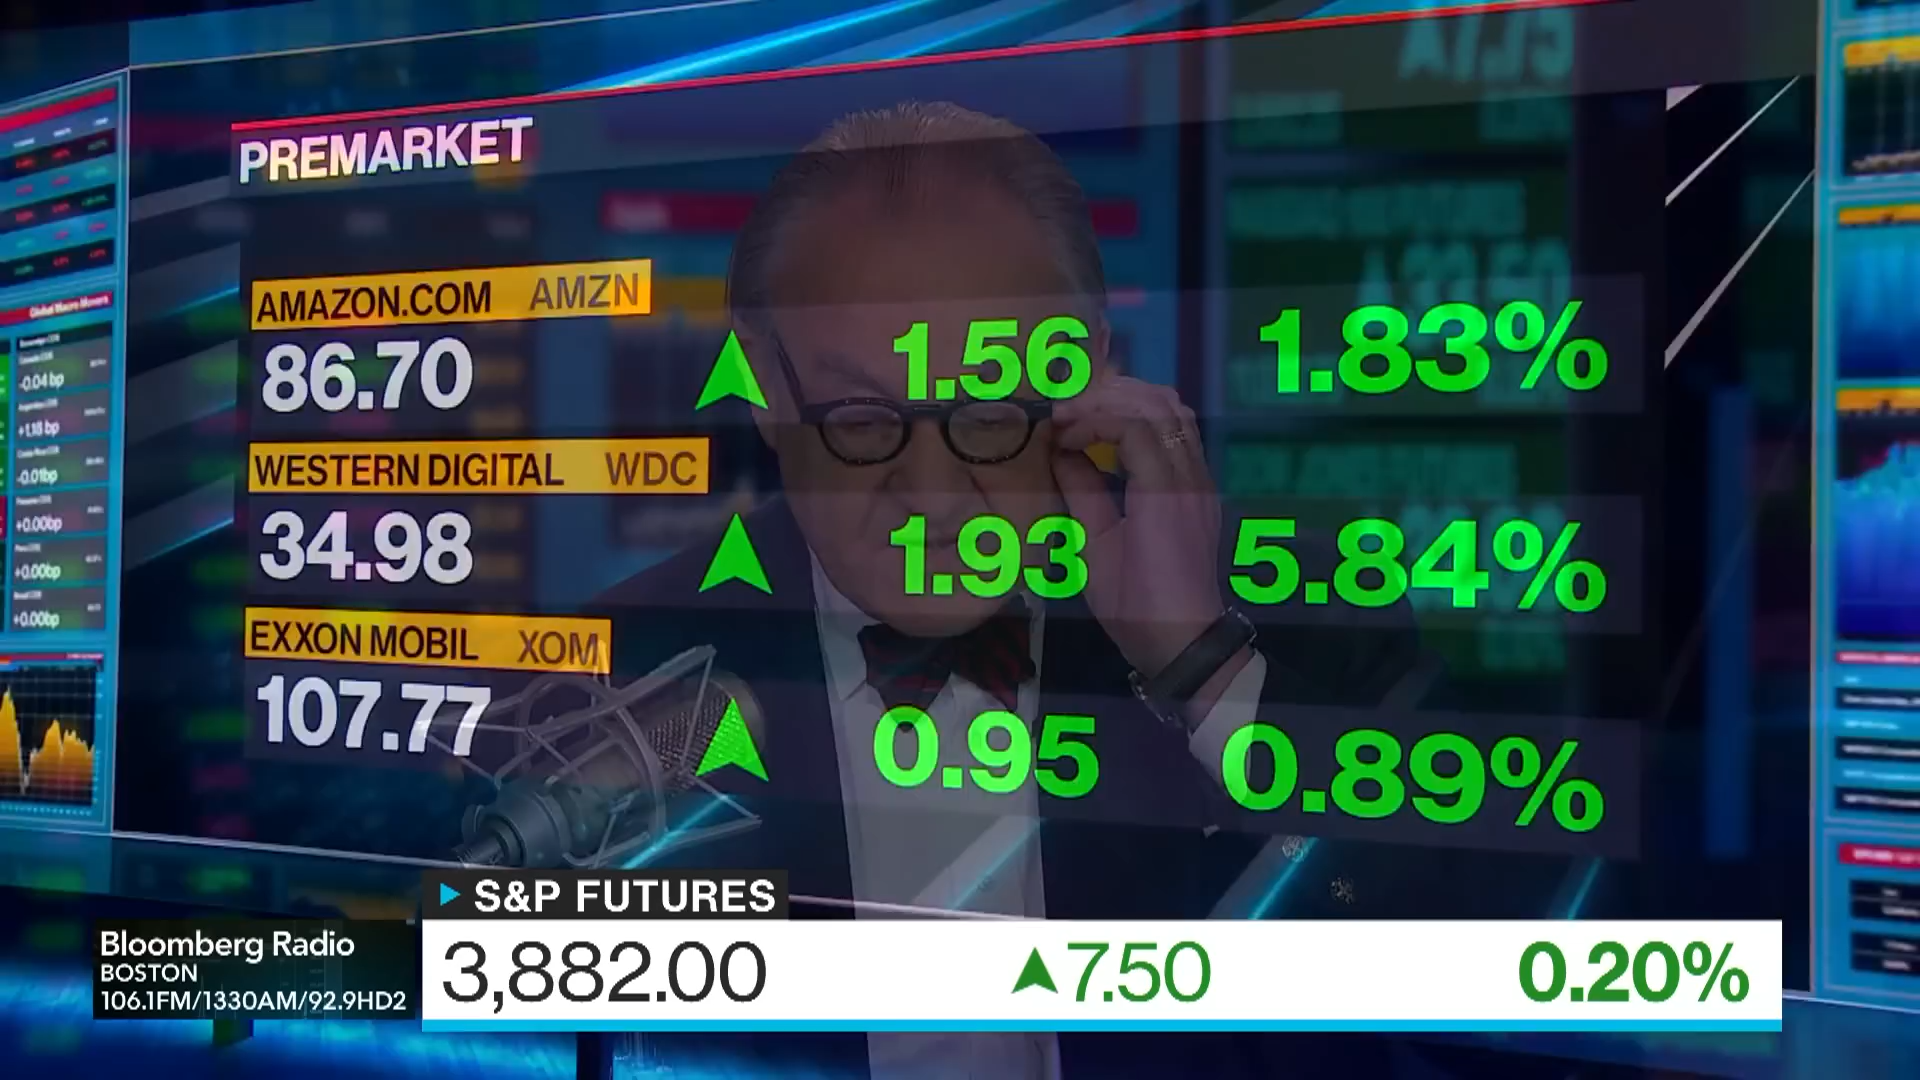 PREMARKET
AMAZON.COM AMZN
86.70 ▲ 1.56 1.83%
WESTERN DIGITAL WDC
34.98 ▲ 1.93 5.84%
EXXON MOBIL XOM
107.77 ▲ 0.95 0.89%
Global Macro Movers
-0.04 bp
+1.18 bp
-0.01bp
+0.00bp
+0.00bp
+0.00bp
S&P FUTURES
3,882.00 ▲7.50 0.20%
Bloomberg Radio
BOSTON
106.1FM/1330AM/92.9HD2